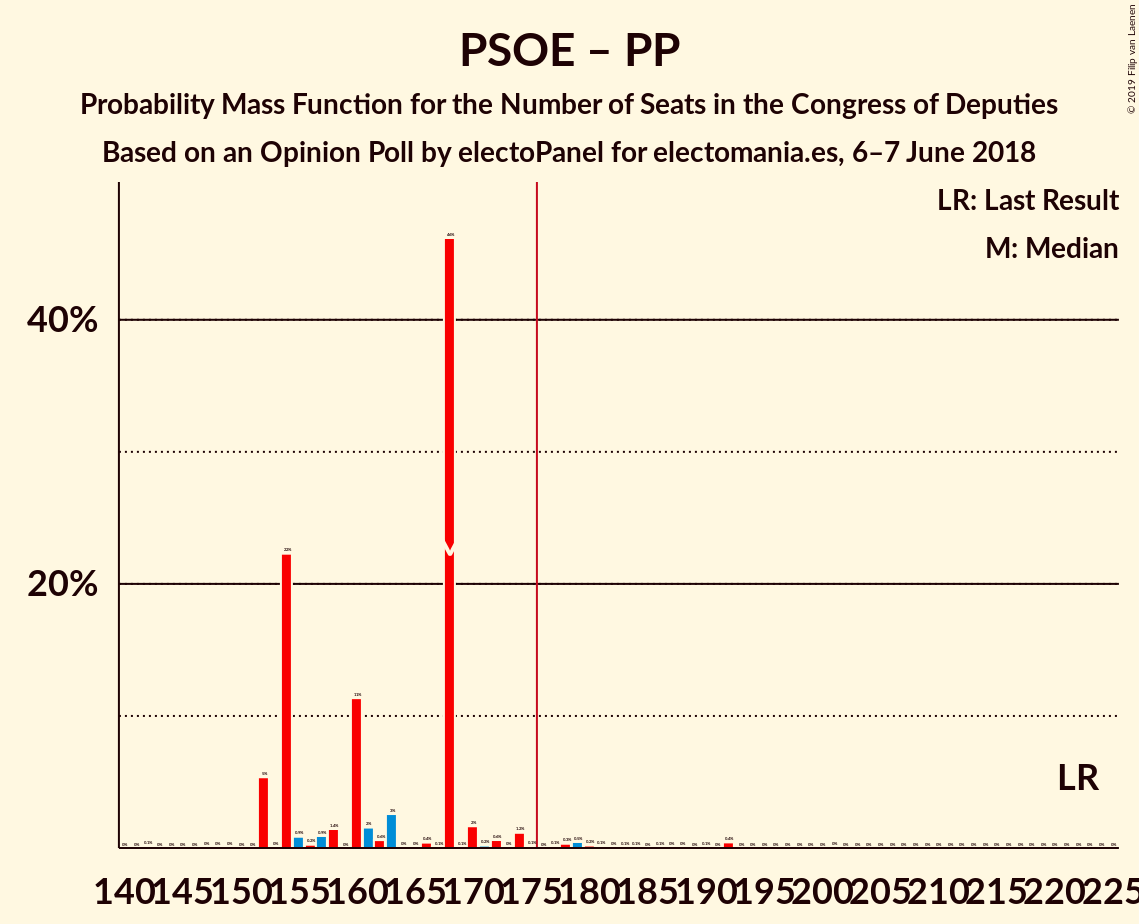 PSOE – PP
Probability Mass Function for the Number of Seats in the Congress of Deputies
Based on an Opinion Poll by electoPanel for electomania.es, 6–7 June 2018
© 2019 Filip van Laenen
LR: Last Result
M: Median
40%
20%
M
LR
140 145 150 155 160 165 170 175 180 185 190 195 200 205 210 215 220 225